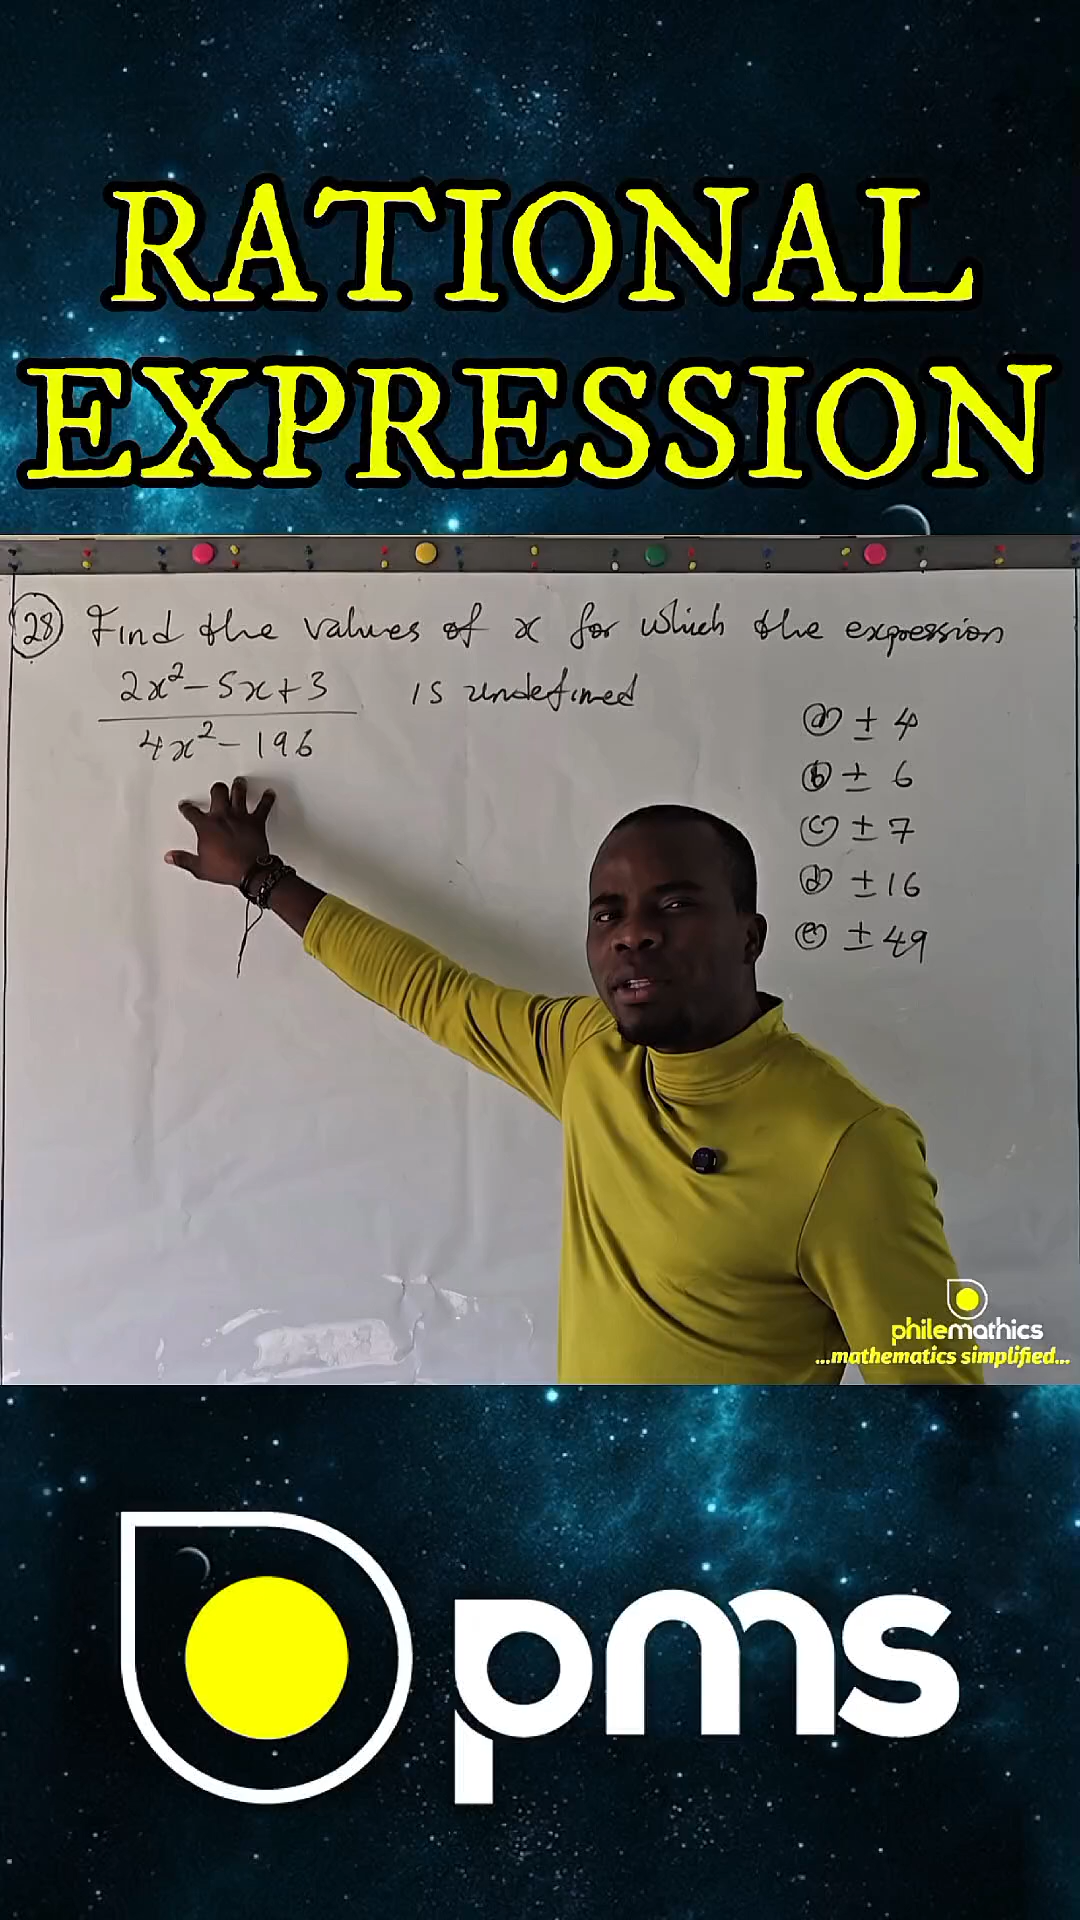 RATIONAL
EXPRESSION
28 Find the values of x for which the expression
2x² - 5x + 3 is undefined
4x² - 196
(a) ± 4
(b) ± 6
(c) ± 7
(d) ± 16
(e) ± 49
philemathics
...mathematics simplified...
pms